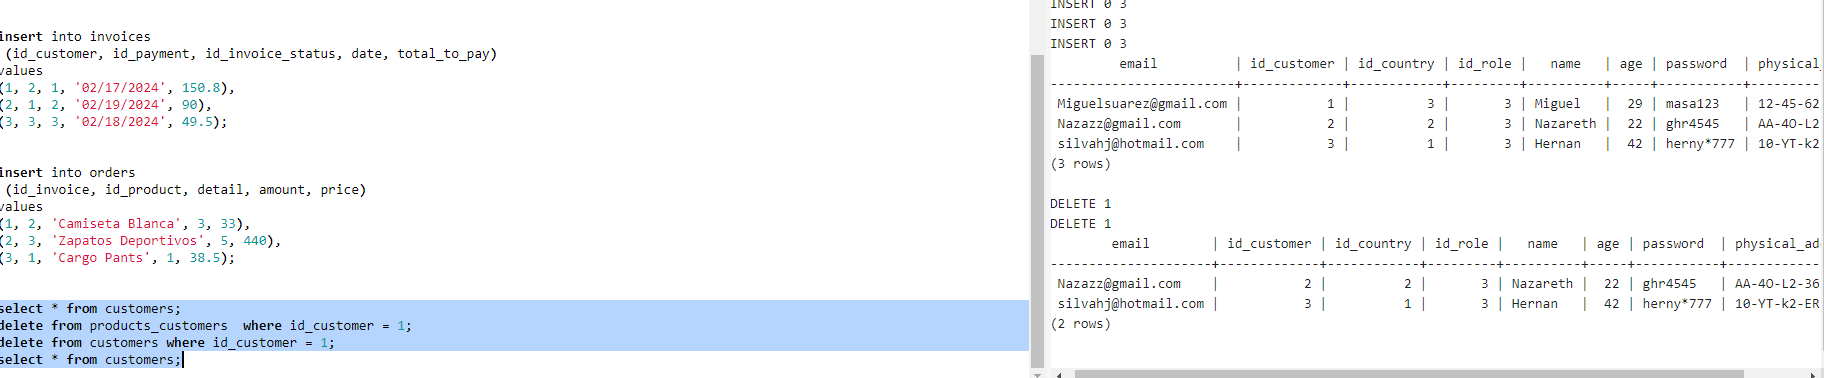 insert into invoices
(id_customer, id_payment, id_invoice_status, date, total_to_pay)
values
(1, 2, 1, '02/17/2024', 150.8),
(2, 1, 2, '02/19/2024', 90),
(3, 3, 3, '02/18/2024', 49.5);
insert into orders
(id_invoice, id_product, detail, amount, price)
values
(1, 2, 'Camiseta Blanca', 3, 33),
(2, 3, 'Zapatos Deportivos', 5, 440),
(3, 1, 'Cargo Pants', 1, 38.5);
select * from customers;
delete from products_customers  where id_customer = 1;
delete from customers where id_customer = 1;
select * from customers;
INSERT 0 3
INSERT 0 3
INSERT 0 3
email | id_customer | id_country | id_role | name | age | password | physical_
-------------------------+-------------+------------+---------+----------+-----+-----------+----------
Miguelsuarez@gmail.com | 1 | 3 | 3 | Miguel | 29 | masa123 | 12-45-62
Nazazz@gmail.com | 2 | 2 | 3 | Nazareth | 22 | ghr4545 | AA-4O-L2
silvahj@hotmail.com | 3 | 1 | 3 | Hernan | 42 | herny*777 | 10-YT-k2
(3 rows)
DELETE 1
DELETE 1
email | id_customer | id_country | id_role | name | age | password | physical_ad
---------------------+-------------+------------+---------+----------+-----+-----------+------------
Nazazz@gmail.com | 2 | 2 | 3 | Nazareth | 22 | ghr4545 | AA-4O-L2-36
silvahj@hotmail.com | 3 | 1 | 3 | Hernan | 42 | herny*777 | 10-YT-k2-ER
(2 rows)